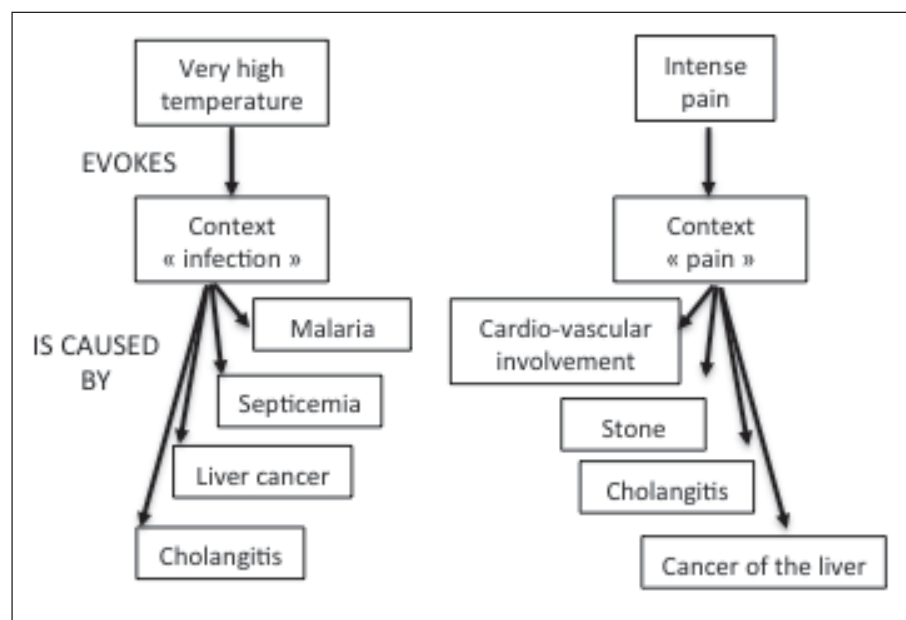 Very high
temperature
EVOKES
Context
« infection »
IS CAUSED
BY
Malaria
Septicemia
Liver cancer
Cholangitis
Intense
pain
Context
« pain »
Cardio-vascular
involvement
Stone
Cholangitis
Cancer of the liver